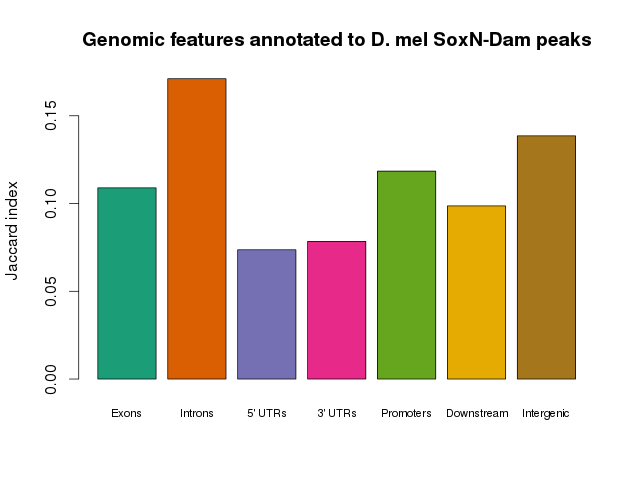 Genomic features annotated to D. mel SoxN-Dam peaks
Jaccard index
0.15
0.10
0.05
0.00
Exons Introns 5' UTRs 3' UTRs Promoters Downstream Intergenic